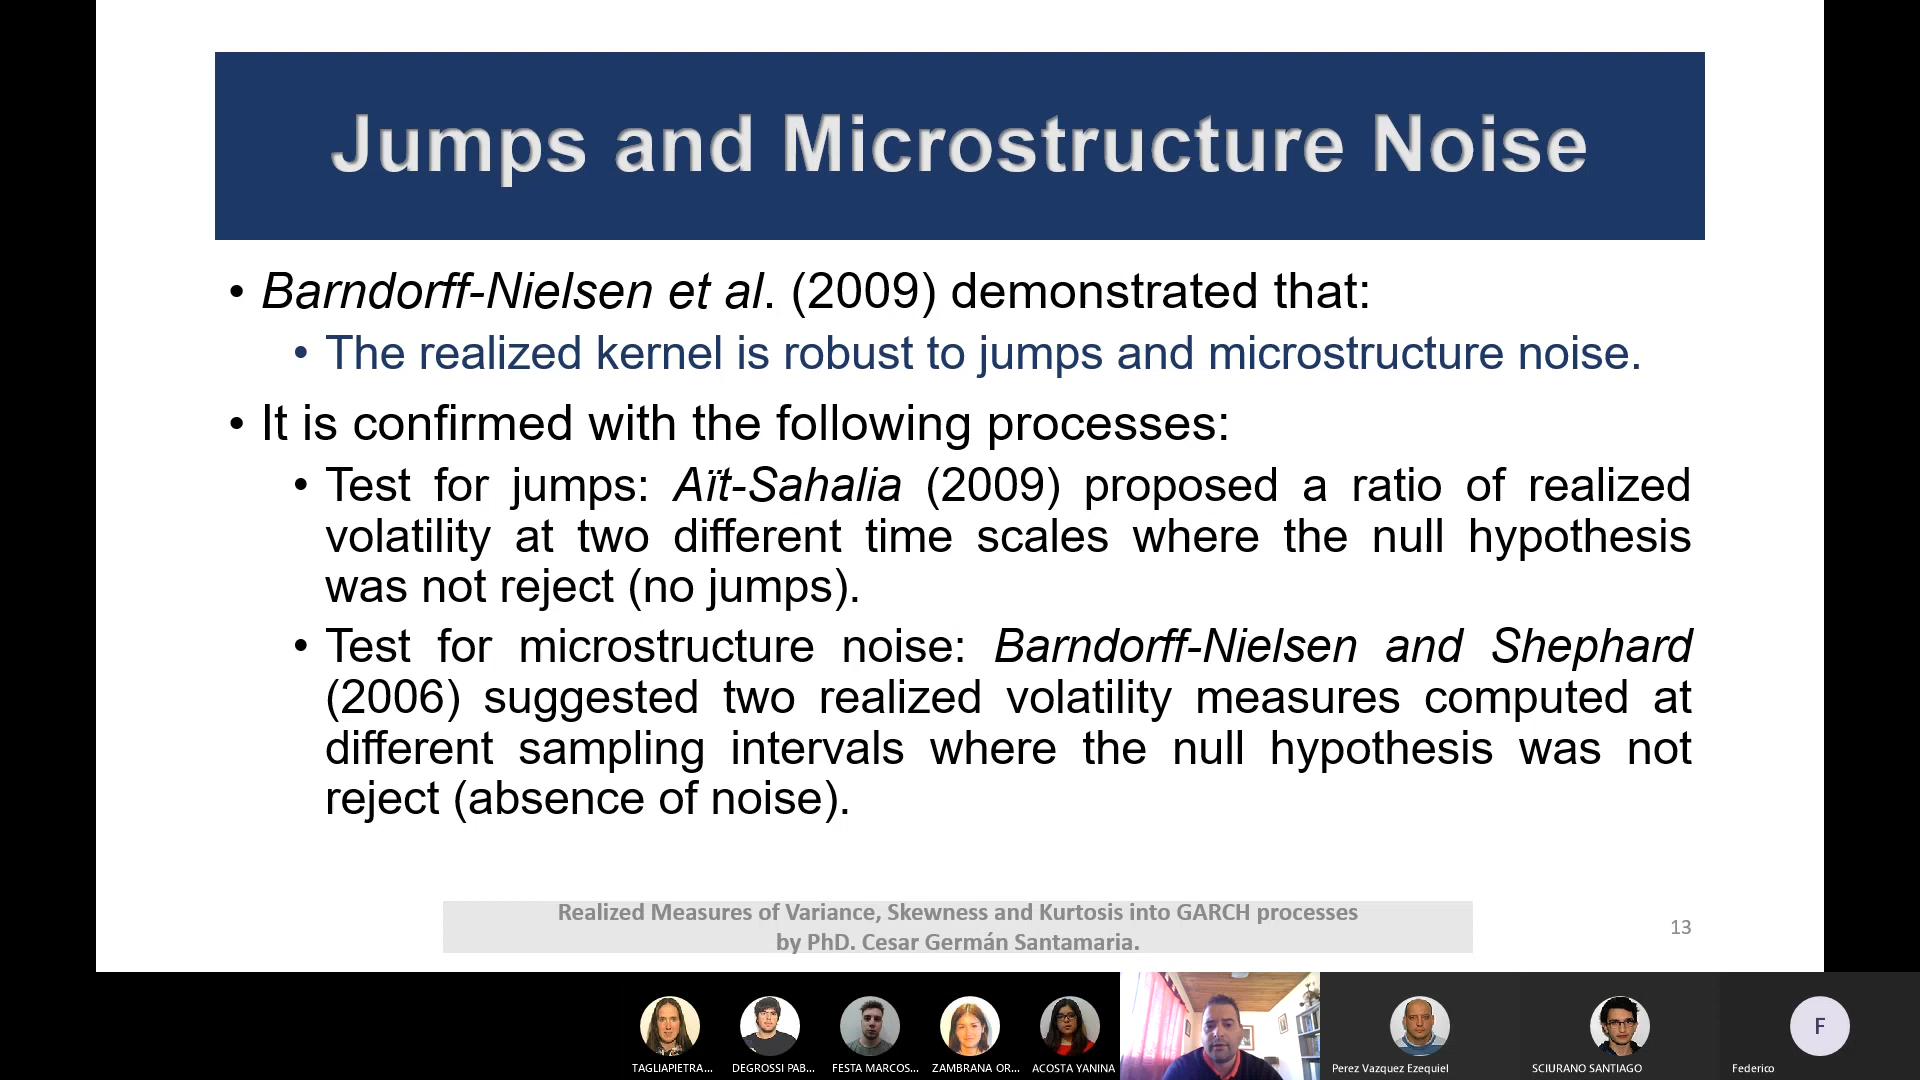 Jumps and Microstructure Noise
• Barndorff-Nielsen et al. (2009) demonstrated that:
• The realized kernel is robust to jumps and microstructure noise.
• It is confirmed with the following processes:
• Test for jumps: Aït-Sahalia (2009) proposed a ratio of realized
volatility at two different time scales where the null hypothesis
was not reject (no jumps).
• Test for microstructure noise: Barndorff-Nielsen and Shephard
(2006) suggested two realized volatility measures computed at
different sampling intervals where the null hypothesis was not
reject (absence of noise).
Realized Measures of Variance, Skewness and Kurtosis into GARCH processes
by PhD. Cesar Germán Santamaria.
13
F
TAGLIAPIETRA... DEGROSSI PAB... FESTA MARCOS... ZAMBRANA OR... ACOSTA YANINA Perez Vazquez Ezequiel SCIURANO SANTIAGO Federico